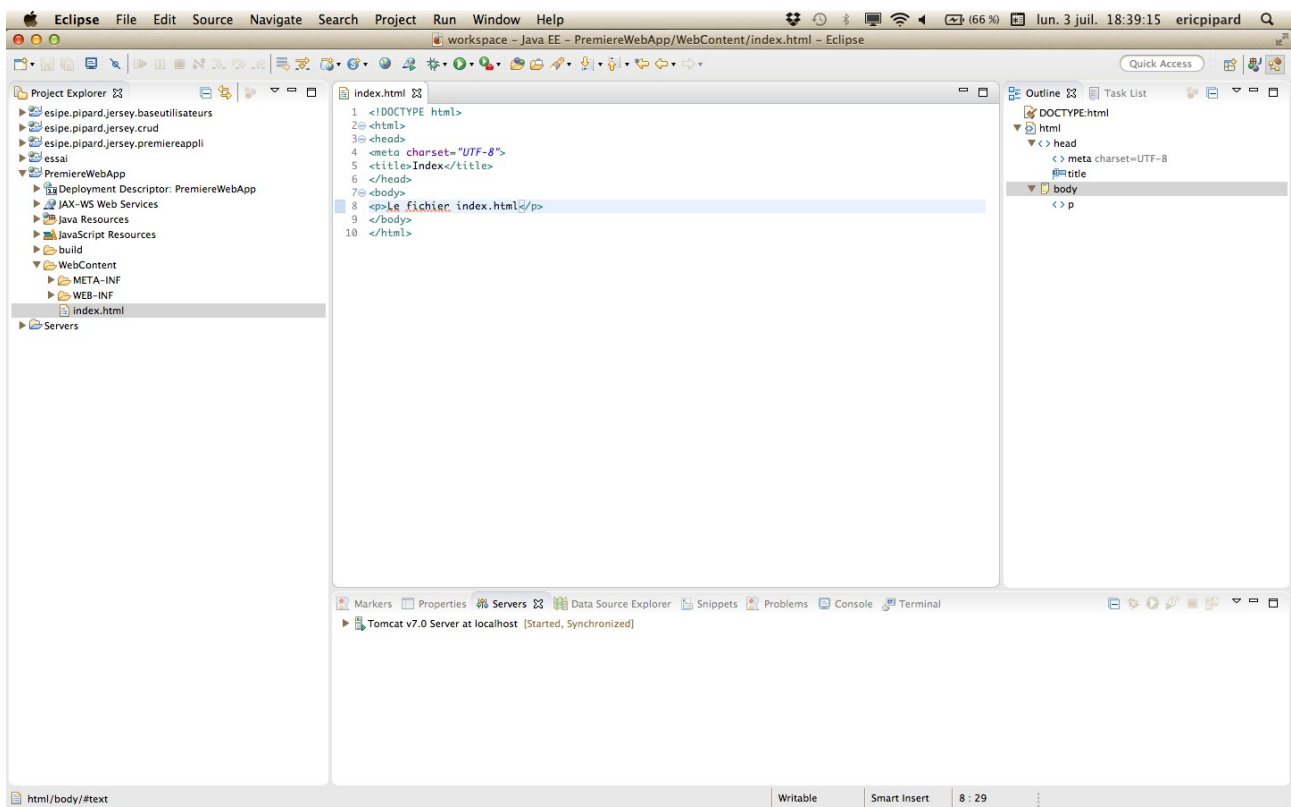 Eclipse File Edit Source Navigate Search Project Run Window Help (66 %) lun. 3 juil. 18:39:15 ericpipard
workspace – Java EE – PremiereWebApp/WebContent/index.html – Eclipse
Quick Access
Project Explorer
esipe.pipard.jersey.baseutilisateurs
esipe.pipard.jersey.crud
esipe.pipard.jersey.premiereappli
essai
PremiereWebApp
Deployment Descriptor: PremiereWebApp
JAX-WS Web Services
Java Resources
JavaScript Resources
build
WebContent
META-INF
WEB-INF
index.html
Servers
index.html
1 <!DOCTYPE html>
2 <html>
3 <head>
4 <meta charset="UTF-8">
5 <title>Index</title>
6 </head>
7 <body>
8 <p>Le fichier index.html</p>
9 </body>
10 </html>
Outline Task List
DOCTYPE:html
html
head
meta charset=UTF-8
title
body
p
Markers Properties Servers Data Source Explorer Snippets Problems Console Terminal
Tomcat v7.0 Server at localhost [Started, Synchronized]
html/body/#text Writable Smart Insert 8 : 29